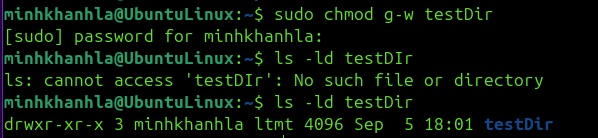 minhkhanhla@UbuntuLinux:~$ sudo chmod g-w testDir
[sudo] password for minhkhanhla:
minhkhanhla@UbuntuLinux:~$ ls -ld testDIr
ls: cannot access 'testDIr': No such file or directory
minhkhanhla@UbuntuLinux:~$ ls -ld testDir
drwxr-xr-x 3 minhkhanhla ltmt 4096 Sep  5 18:01 testDir